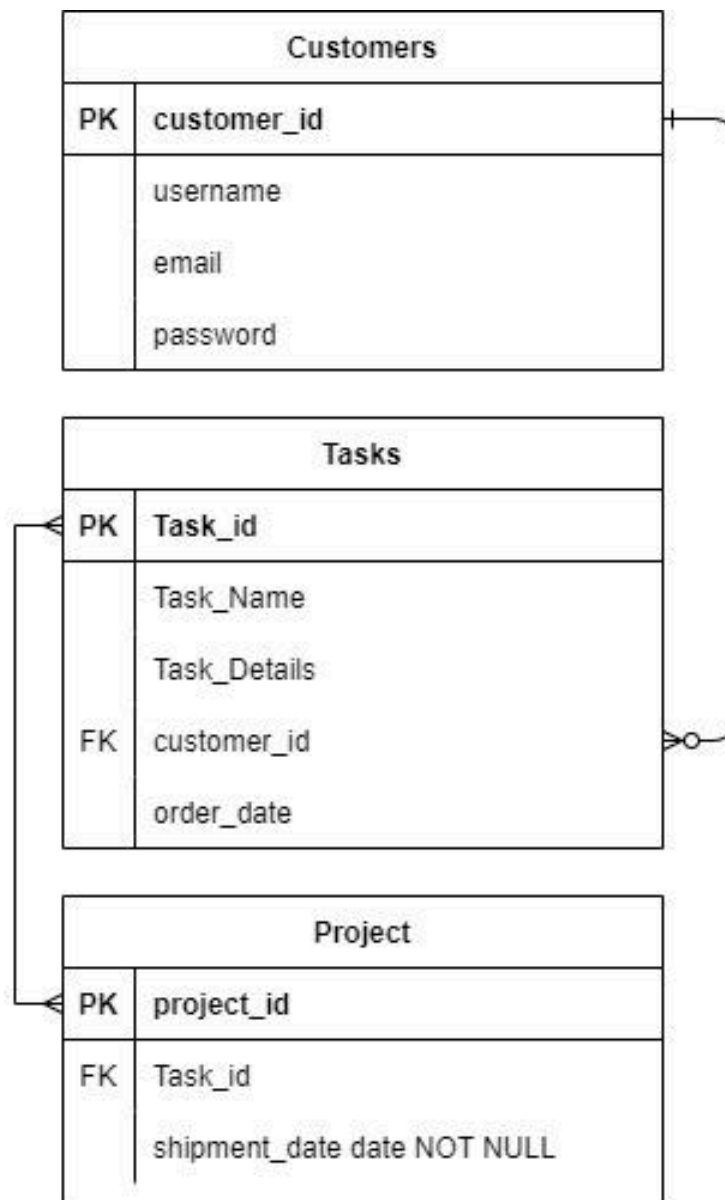 Customers
PK customer_id
username
email
password
Tasks
PK Task_id
Task_Name
Task_Details
FK customer_id
order_date
Project
PK project_id
FK Task_id
shipment_date date NOT NULL